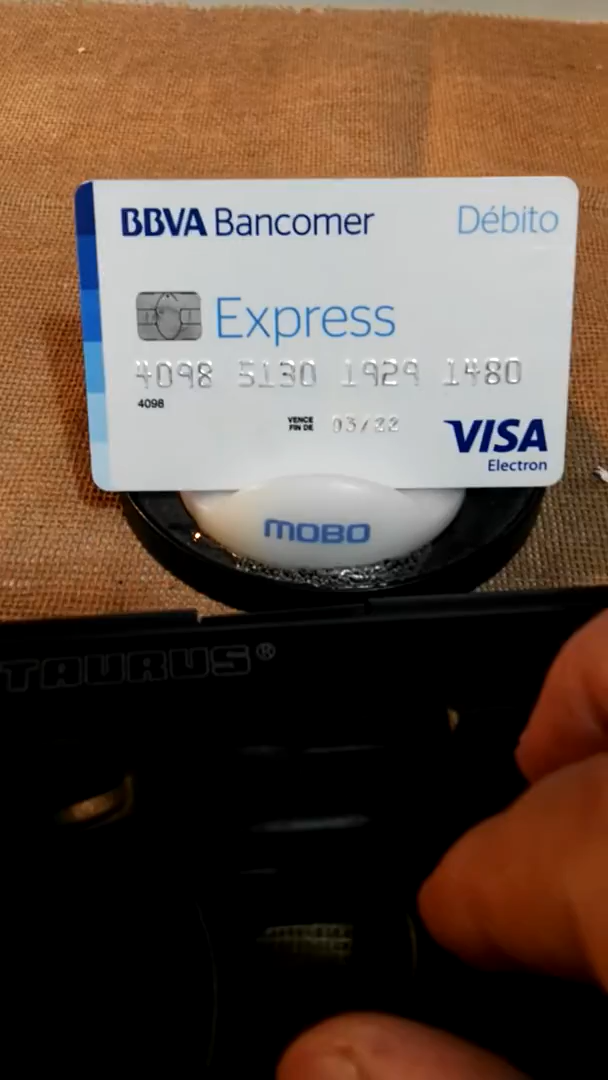 BBVA Bancomer
Débito
Express
4098 5130 1929 1480
4098
VENCE
FIN DE
03/22
VISA
Electron
MOBO
TAURUS®